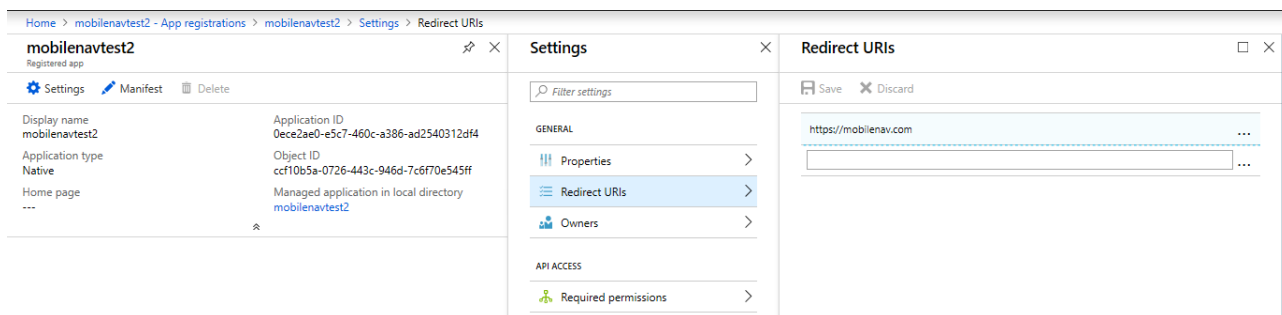 Home > mobilenavtest2 - App registrations > mobilenavtest2 > Settings > Redirect URIs
mobilenavtest2
Registered app
Settings Manifest Delete
Display name
mobilenavtest2
Application ID
0ece2ae0-e5c7-460c-a386-ad2540312df4
Application type
Native
Object ID
ccf10b5a-0726-443c-946d-7c6f70e545ff
Home page
---
Managed application in local directory
mobilenavtest2
Settings
Filter settings
GENERAL
Properties
Redirect URIs
Owners
API ACCESS
Required permissions
Redirect URIs
Save Discard
https://mobilenav.com
...
...